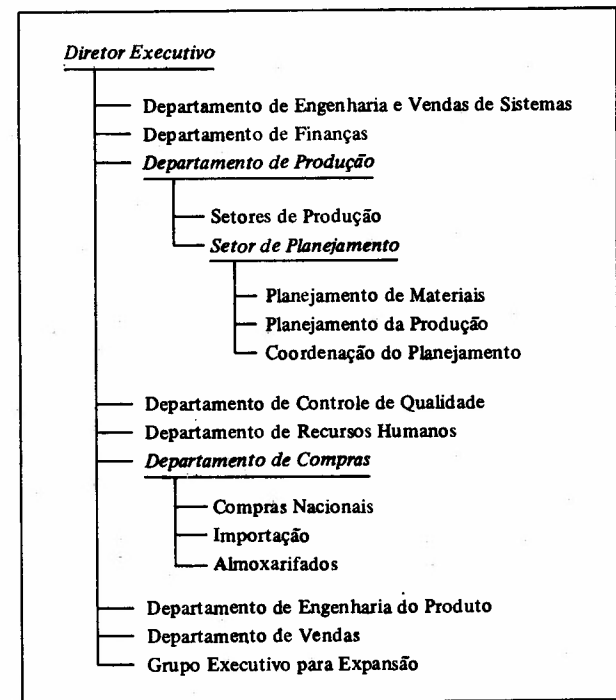 Diretor Executivo
Departamento de Engenharia e Vendas de Sistemas
Departamento de Finanças
Departamento de Produção
Setores de Produção
Setor de Planejamento
Planejamento de Materiais
Planejamento da Produção
Coordenação do Planejamento
Departamento de Controle de Qualidade
Departamento de Recursos Humanos
Departamento de Compras
Compras Nacionais
Importação
Almoxarifados
Departamento de Engenharia do Produto
Departamento de Vendas
Grupo Executivo para Expansão